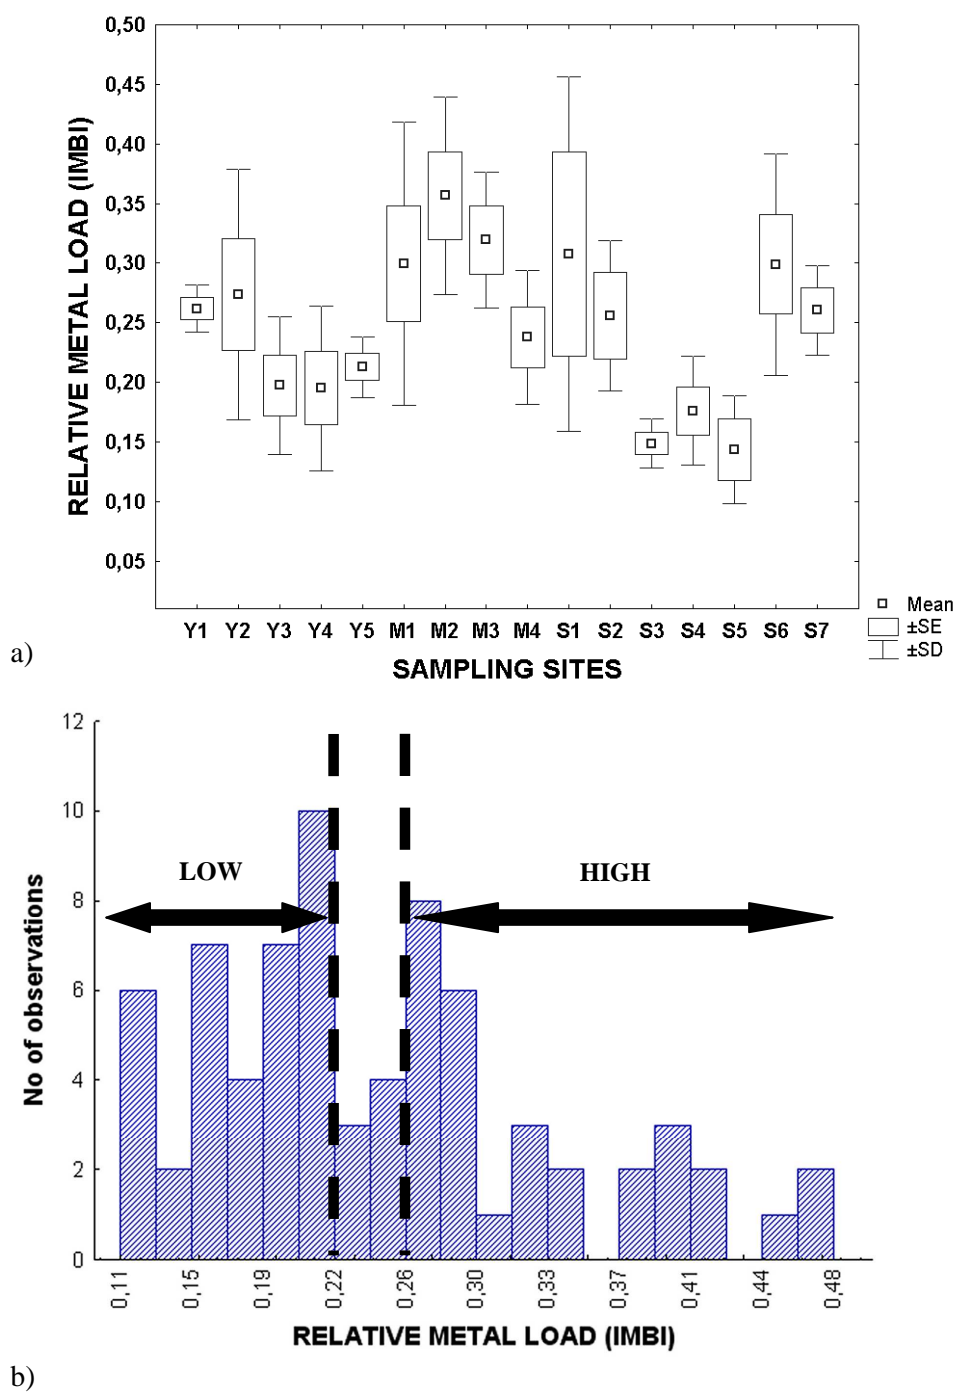 RELATIVE METAL LOAD (IMBI)
0,50
0,45
0,40
0,35
0,30
0,25
0,20
0,15
0,10
0,05
Y1 Y2 Y3 Y4 Y5 M1 M2 M3 M4 S1 S2 S3 S4 S5 S6 S7
SAMPLING SITES
Mean
±SE
±SD
a)
No of observations
12
10
8
6
4
2
0
LOW
HIGH
0,11 0,15 0,19 0,22 0,26 0,30 0,33 0,37 0,41 0,44 0,48
RELATIVE METAL LOAD (IMBI)
b)